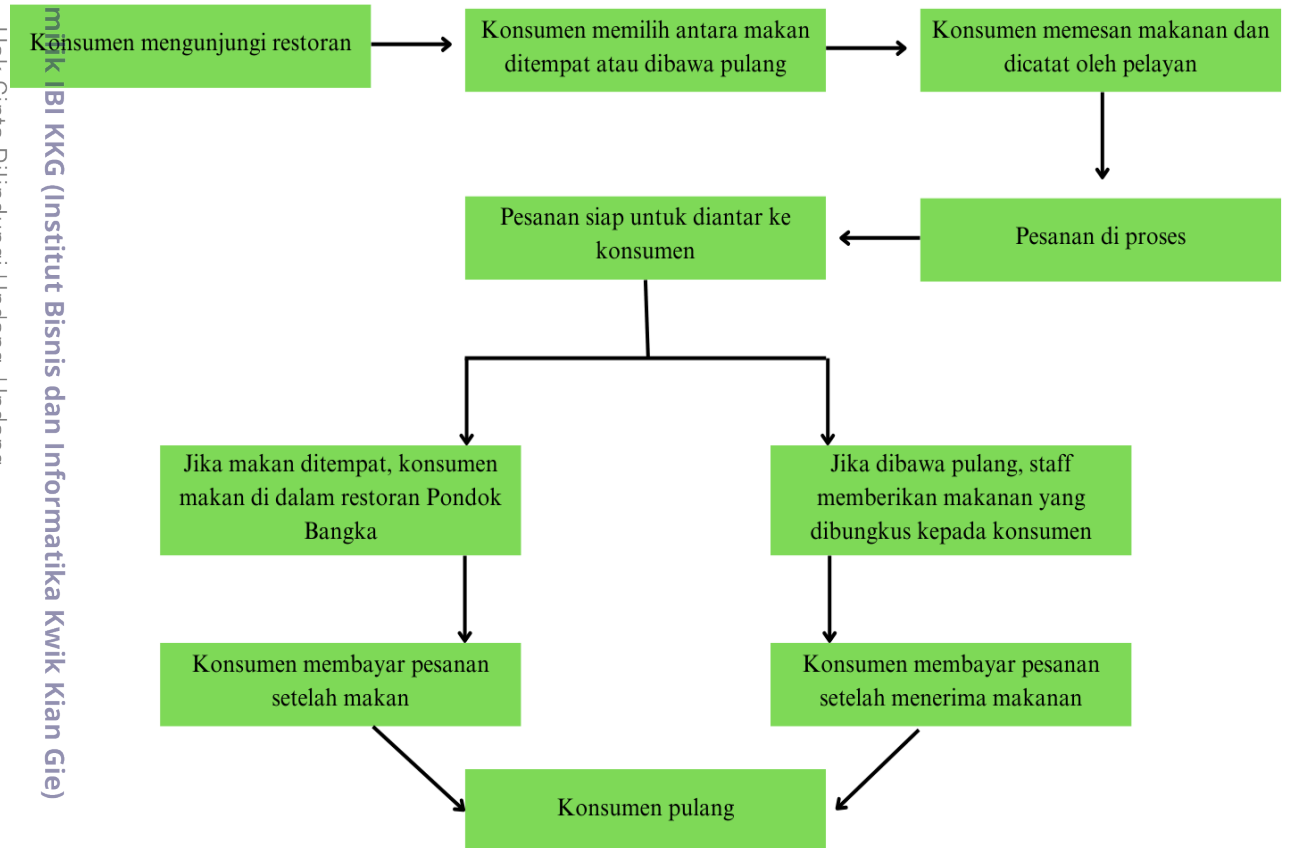 Konsumen mengunjungi restoran
Konsumen memilih antara makan
ditempat atau dibawa pulang
Konsumen memesan makanan dan
dicatat oleh pelayan
Pesanan di proses
Pesanan siap untuk diantar ke
konsumen
Jika makan ditempat, konsumen
makan di dalam restoran Pondok
Bangka
Jika dibawa pulang, staff
memberikan makanan yang
dibungkus kepada konsumen
Konsumen membayar pesanan
setelah makan
Konsumen membayar pesanan
setelah menerima makanan
Konsumen pulang
milik IBI KKG (Institut Bisnis dan Informatika Kwik Kian Gie)